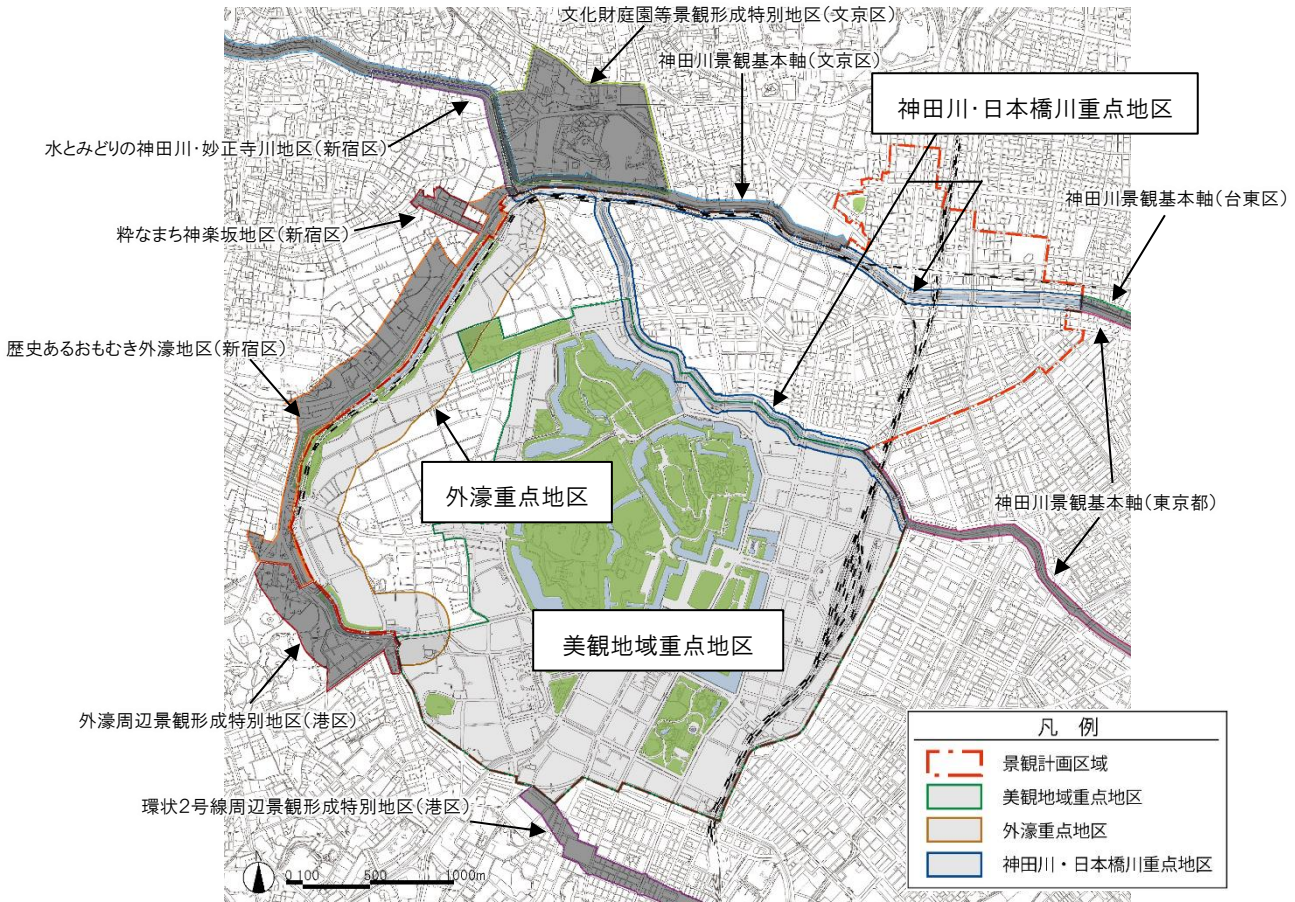 文化財庭園等景観形成特別地区(文京区)
神田川景観基本軸(文京区)
神田川・日本橋川重点地区
水とみどりの神田川・妙正寺川地区(新宿区)
神田川景観基本軸(台東区)
粋なまち神楽坂地区(新宿区)
歴史あるおもむき外濠地区(新宿区)
外濠重点地区
神田川景観基本軸(東京都)
美観地域重点地区
外濠周辺景観形成特別地区(港区)
環状2号線周辺景観形成特別地区(港区)
凡 例
景観計画区域
美観地域重点地区
外濠重点地区
神田川・日本橋川重点地区
0 100 500 1000m